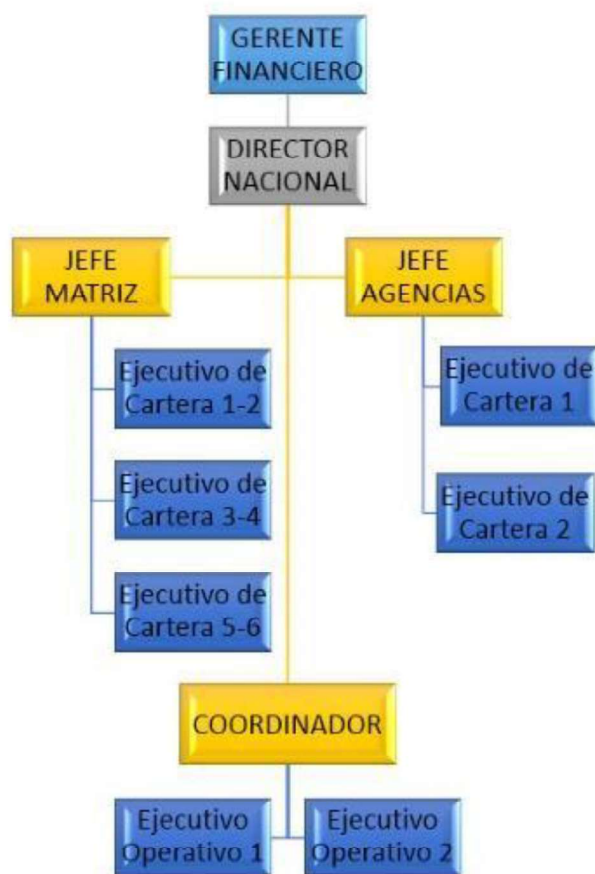 GERENTE
FINANCIERO
DIRECTOR
NACIONAL
JEFE
MATRIZ
JEFE
AGENCIAS
Ejecutivo de
Cartera 1-2
Ejecutivo de
Cartera 3-4
Ejecutivo de
Cartera 5-6
Ejecutivo de
Cartera 1
Ejecutivo de
Cartera 2
COORDINADOR
Ejecutivo
Operativo 1
Ejecutivo
Operativo 2